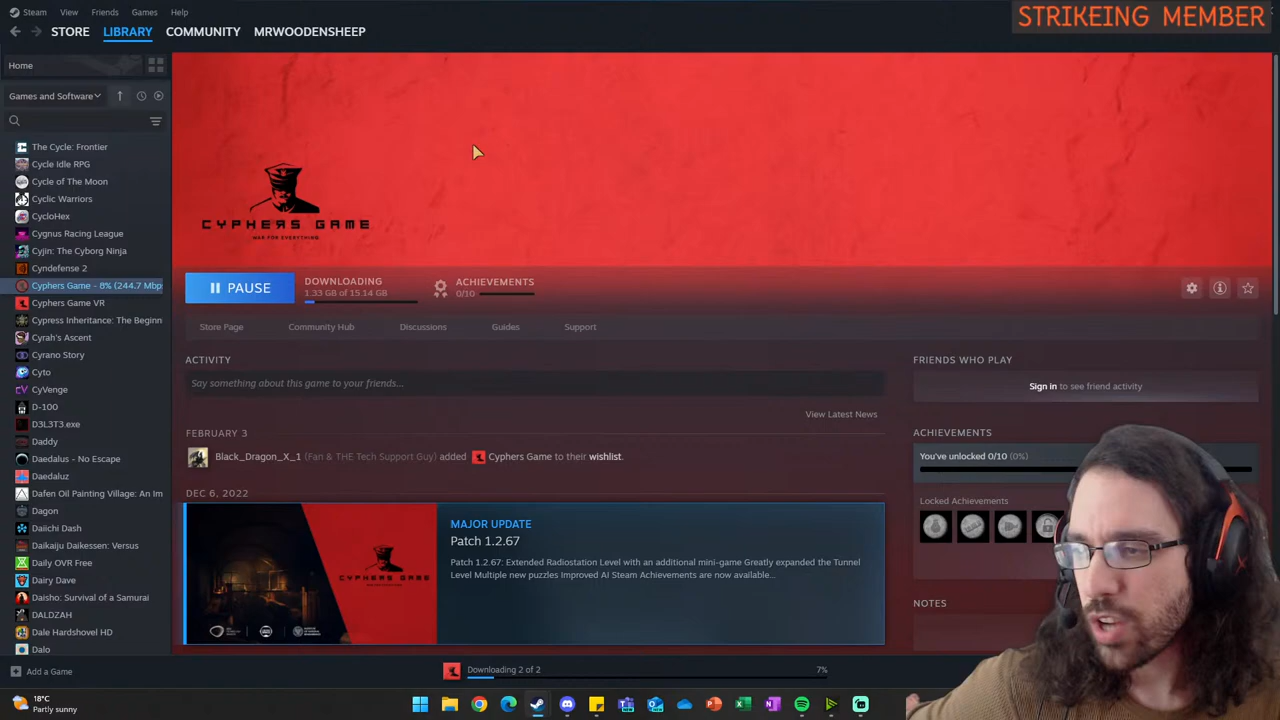 Steam View Friends Games Help
STRIKEING MEMBER
STORE LIBRARY COMMUNITY MRWOODENSHEEP
Home
Games and Software
The Cycle: Frontier
Cycle Idle RPG
Cycle of The Moon
Cyclic Warriors
CycloHex
Cygnus Racing League
Cyjin: The Cyborg Ninja
Cyndefense 2
Cyphers Game - 8% (244.7 Mbp
Cyphers Game VR
Cypress Inheritance: The Beginn
Cyrah's Ascent
Cyrano Story
Cyto
CyVenge
D-100
D3L3T3.exe
Daddy
Daedalus - No Escape
Daedaluz
Dafen Oil Painting Village: An Im
Dagon
Daiichi Dash
Daikaiju Daikessen: Versus
Daily OVR Free
Dairy Dave
Daisho: Survival of a Samurai
DALDZAH
Dale Hardshovel HD
Dalo
Add a Game
CYPHERS GAME
WAR FOR EVERYTHING
PAUSE
DOWNLOADING
1.33 GB of 15.14 GB
ACHIEVEMENTS
0/10
Store Page Community Hub Discussions Guides Support
ACTIVITY
Say something about this game to your friends...
View Latest News
FEBRUARY 3
Black_Dragon_X_1 (Fan & THE Tech Support Guy) added Cyphers Game to their wishlist.
DEC 6, 2022
CYPHERS GAME
MAJOR UPDATE
Patch 1.2.67
Patch 1.2.67: Extended Radiostation Level with an additional mini-game Greatly expanded the Tunnel
Level Multiple new puzzles Improved AI Steam Achievements are now available...
FRIENDS WHO PLAY
Sign in to see friend activity
ACHIEVEMENTS
You've unlocked 0/10 (0%)
Locked Achievements
NOTES
Downloading 2 of 2 7%
18°C
Partly sunny